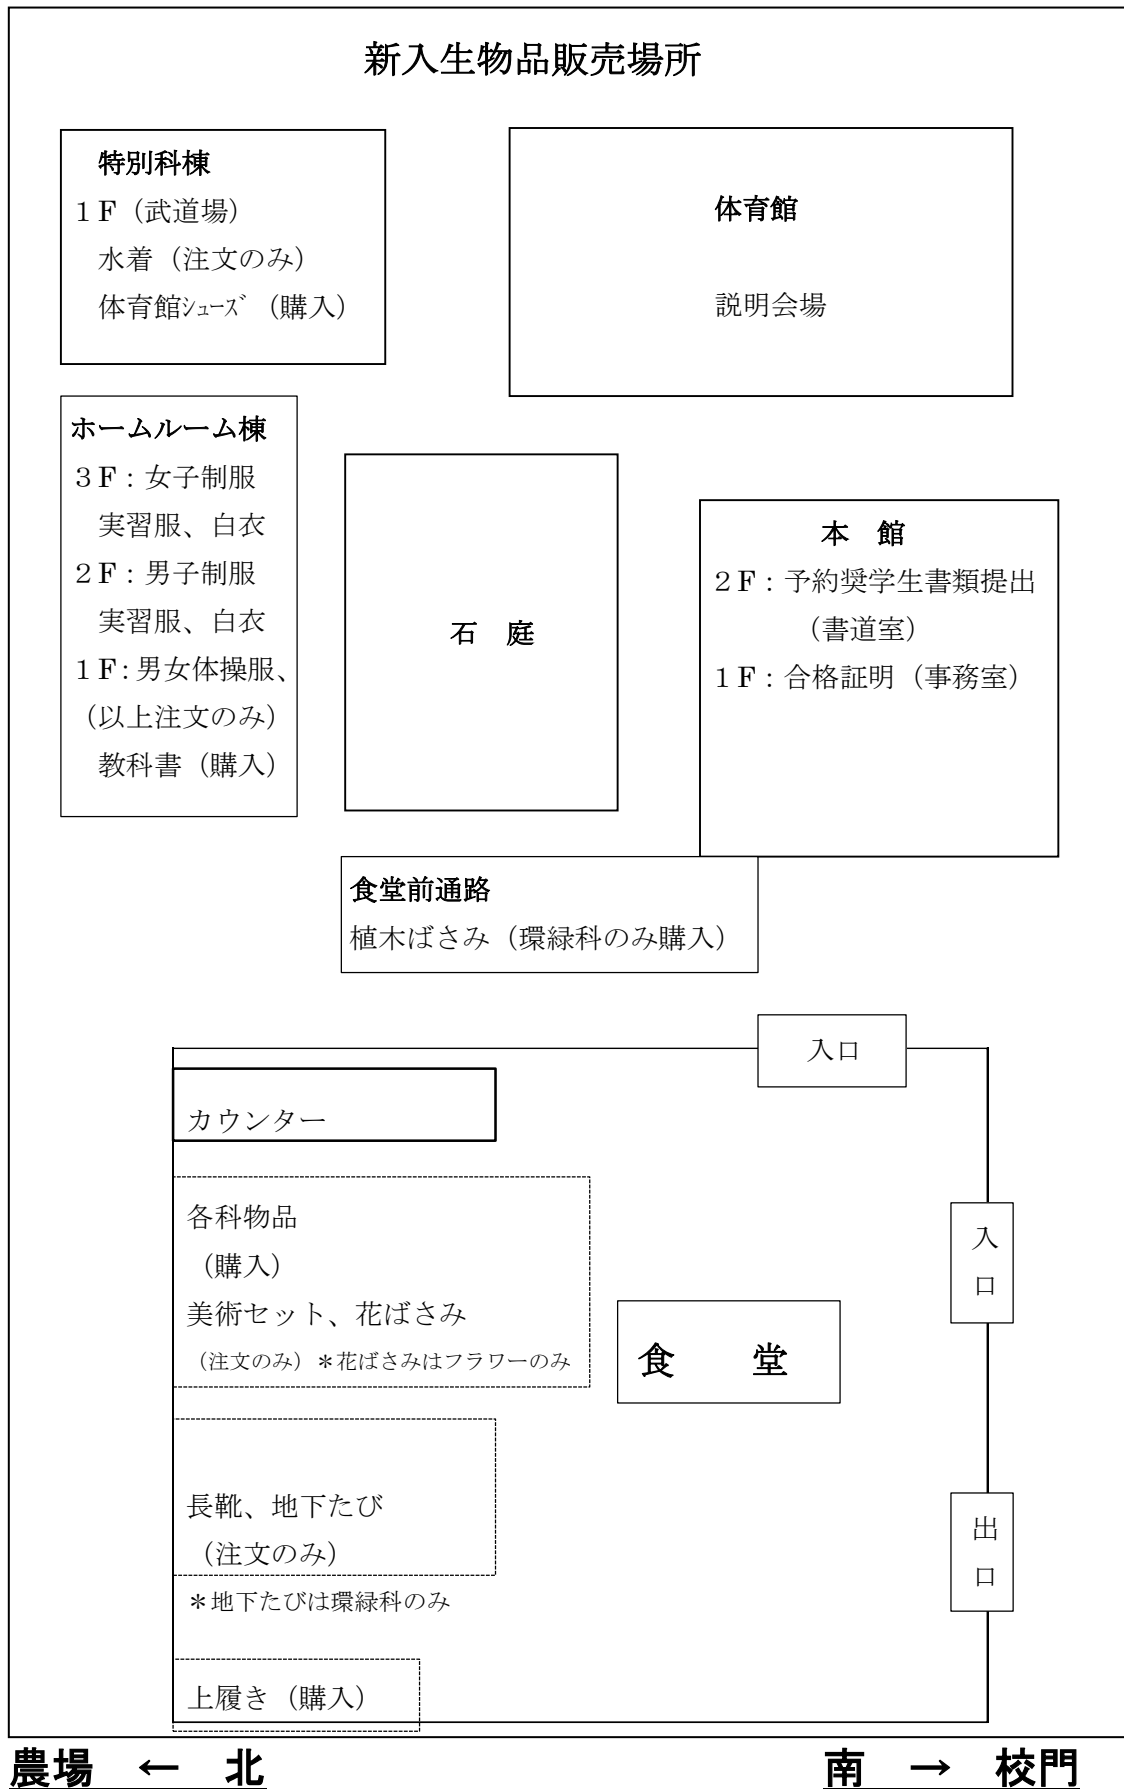 新入生物品販売場所
特別科棟
１F（武道場）
水着（注文のみ）
体育館ｼｭｰｽﾞ（購入）
体育館
説明会場
ホームルーム棟
３F：女子制服
実習服、白衣
２F：男子制服
実習服、白衣
１F：男女体操服、
（以上注文のみ）
教科書（購入）
石　庭
本　館
２F：予約奨学生書類提出
（書道室）
１F：合格証明（事務室）
食堂前通路
植木ばさみ（環緑科のみ購入）
入口
カウンター
各科物品
（購入）
美術セット、花ばさみ
（注文のみ）＊花ばさみはフラワーのみ
入
口
食　　堂
長靴、地下たび
（注文のみ）
＊地下たびは環緑科のみ
出
口
上履き（購入）
農場　←　北
南　→　校門